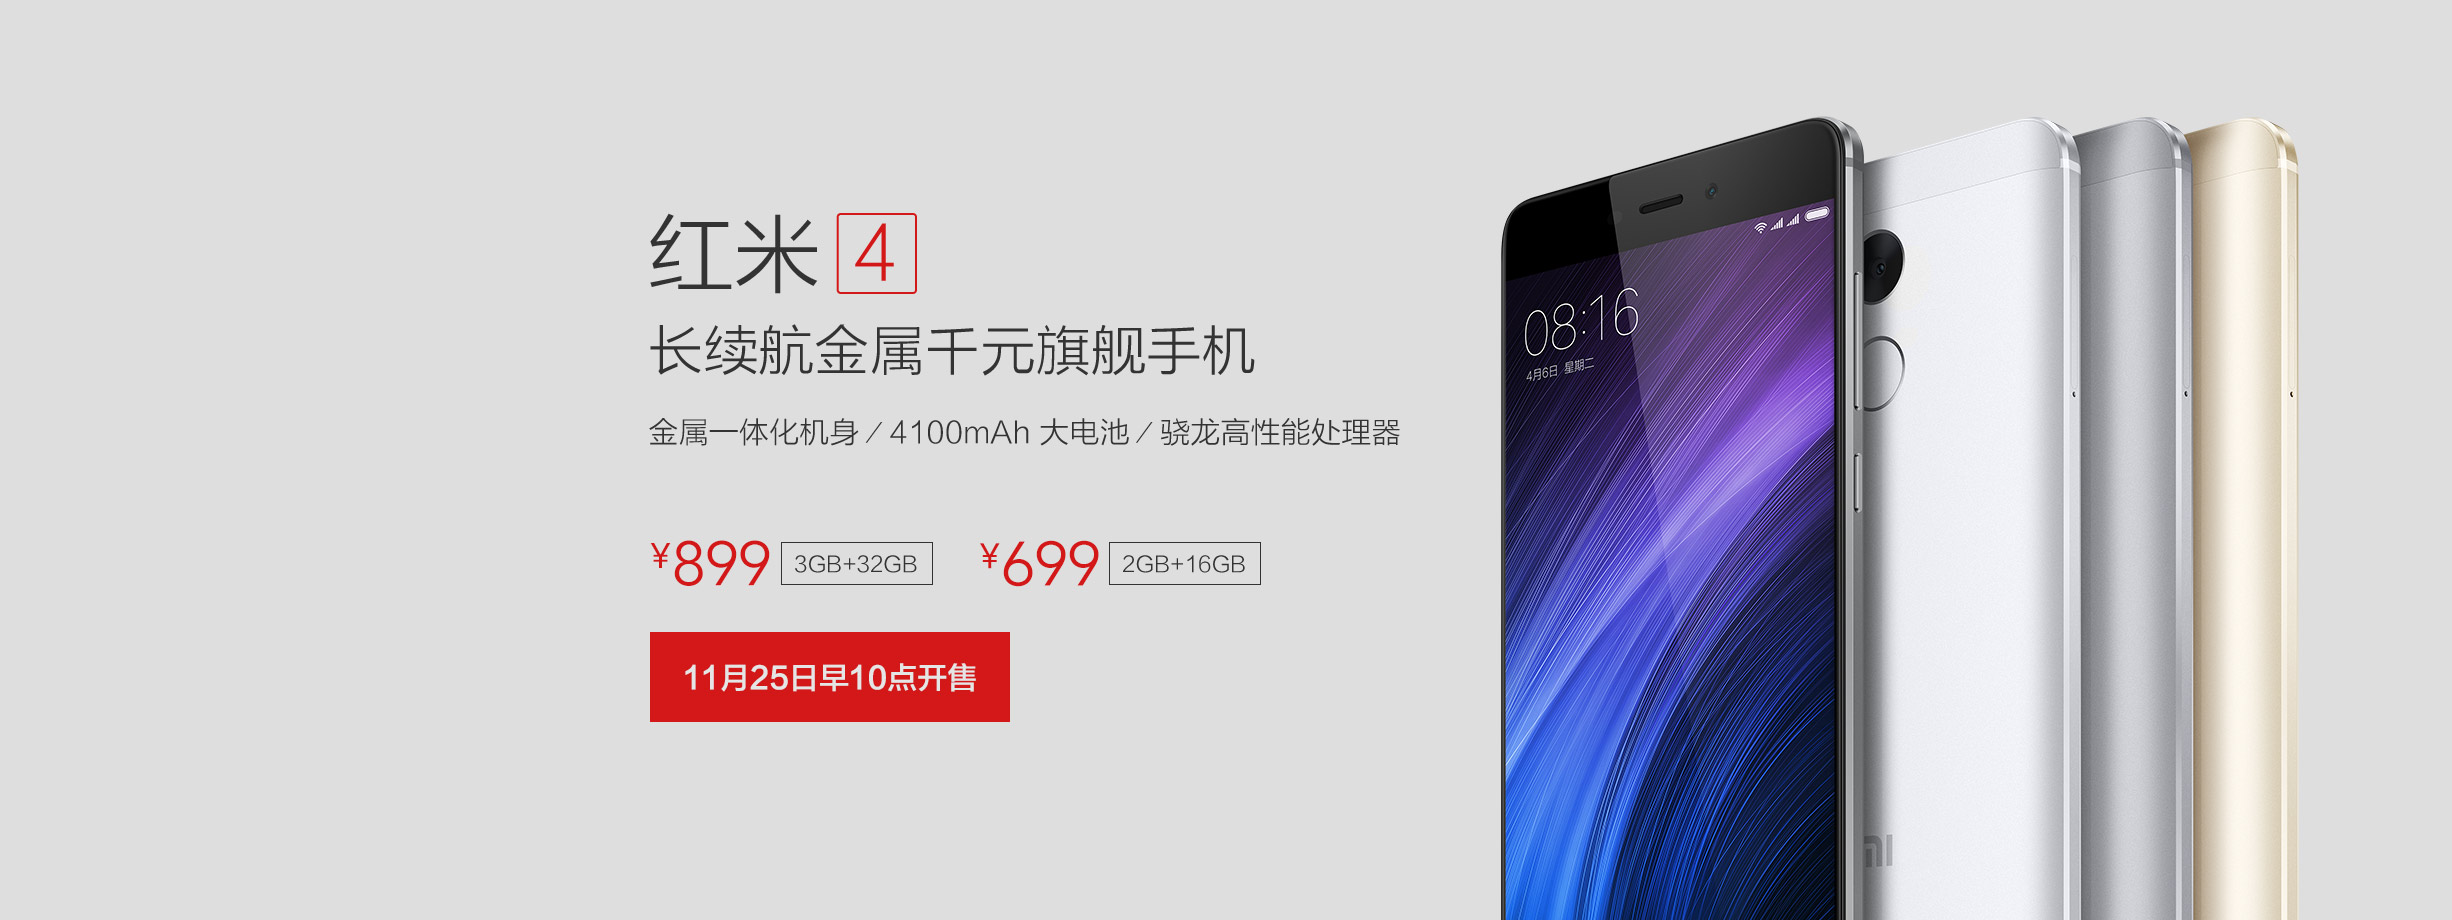 红米 4
长续航金属千元旗舰手机
金属一体化机身 / 4100mAh 大电池 / 骁龙高性能处理器
¥899 3GB+32GB ¥699 2GB+16GB
11月25日早10点开售
08:16
4月6日 星期二
MI